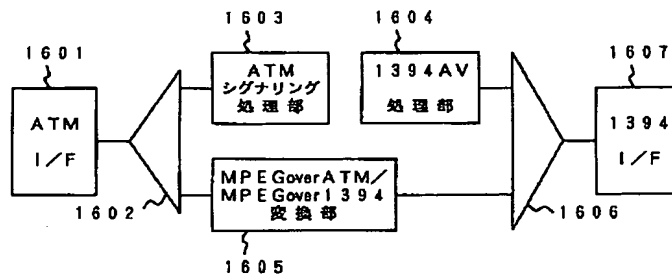 1603
1604
1601
1607
ATM
シグナリング
処理部
1394AV
処理部
ATM
I/F
1394
I/F
MPEGoverATM/
MPEGover1394
変換部
1602
1606
1605